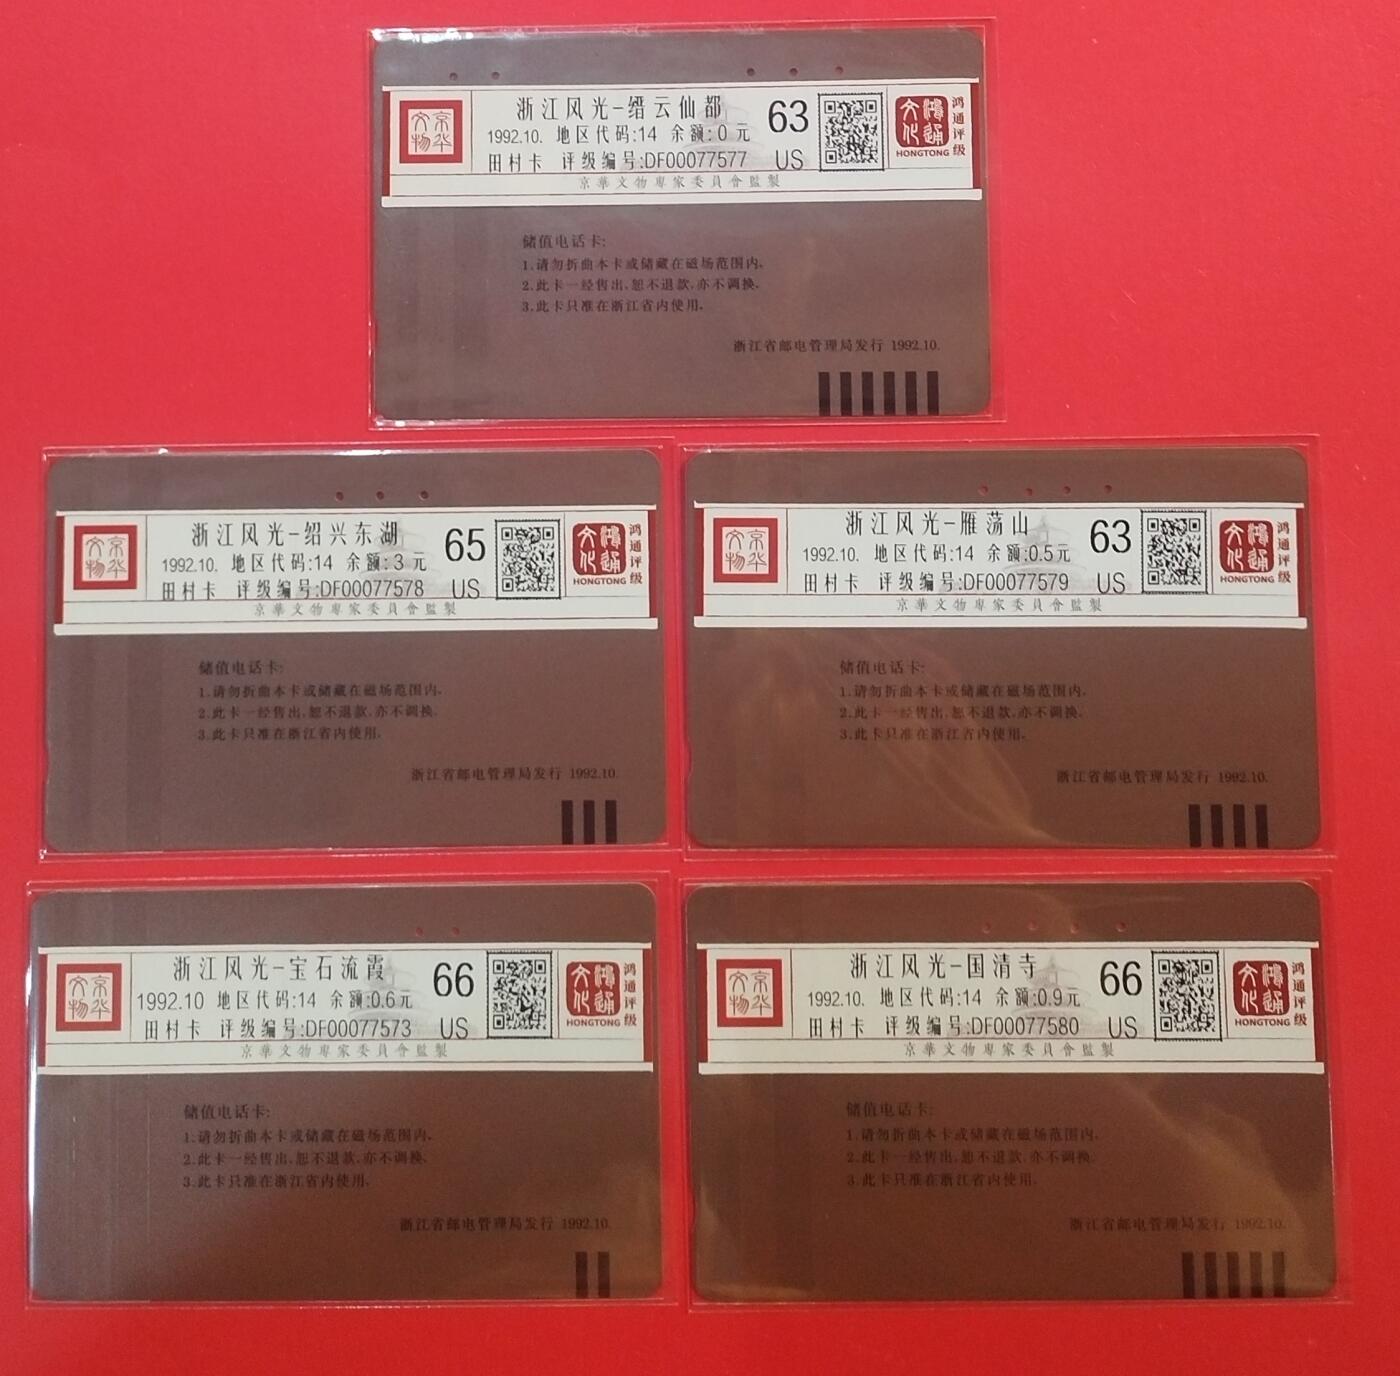 京华文物
浙江风光-缙云仙都
63
1992.10. 地区代码:14 余额:0 元
田村卡 评级编号:DF00077577 US
京華文物專家委員會監製
鸿通文化
HONGTONG
鸿通评级
储值电话卡:
1.请勿折曲本卡或储藏在磁场范围内.
2.此卡一经售出,恕不退款,亦不调换.
3.此卡只准在浙江省内使用.
浙江省邮电管理局发行 1992.10.
京华文物
浙江风光-绍兴东湖
65
1992.10. 地区代码:14 余额:3 元
田村卡 评级编号:DF00077578 US
京華文物專家委員會監製
鸿通文化
HONGTONG
鸿通评级
储值电话卡:
1.请勿折曲本卡或储藏在磁场范围内.
2.此卡一经售出,恕不退款,亦不调换.
3.此卡只准在浙江省内使用.
浙江省邮电管理局发行 1992.10.
京华文物
浙江风光-雁荡山
63
1992.10. 地区代码:14 余额:0.5元
田村卡 评级编号:DF00077579 US
京華文物專家委員會監製
鸿通文化
HONGTONG
鸿通评级
储值电话卡:
1.请勿折曲本卡或储藏在磁场范围内.
2.此卡一经售出,恕不退款,亦不调换.
3.此卡只准在浙江省内使用.
浙江省邮电管理局发行 1992.10.
京华文物
浙江风光-宝石流霞
66
1992.10 地区代码:14 余额:0.6元
田村卡 评级编号:DF00077573 US
京華文物專家委員會監製
鸿通文化
HONGTONG
鸿通评级
储值电话卡:
1.请勿折曲本卡或储藏在磁场范围内.
2.此卡一经售出,恕不退款,亦不调换.
3.此卡只准在浙江省内使用.
浙江省邮电管理局发行 1992.10.
京华文物
浙江风光-国清寺
66
1992.10. 地区代码:14 余额:0.9元
田村卡 评级编号:DF00077580 US
京華文物專家委員會監製
鸿通文化
HONGTONG
鸿通评级
储值电话卡:
1.请勿折曲本卡或储藏在磁场范围内.
2.此卡一经售出,恕不退款,亦不调换.
3.此卡只准在浙江省内使用.
浙江省邮电管理局发行 1992.10.